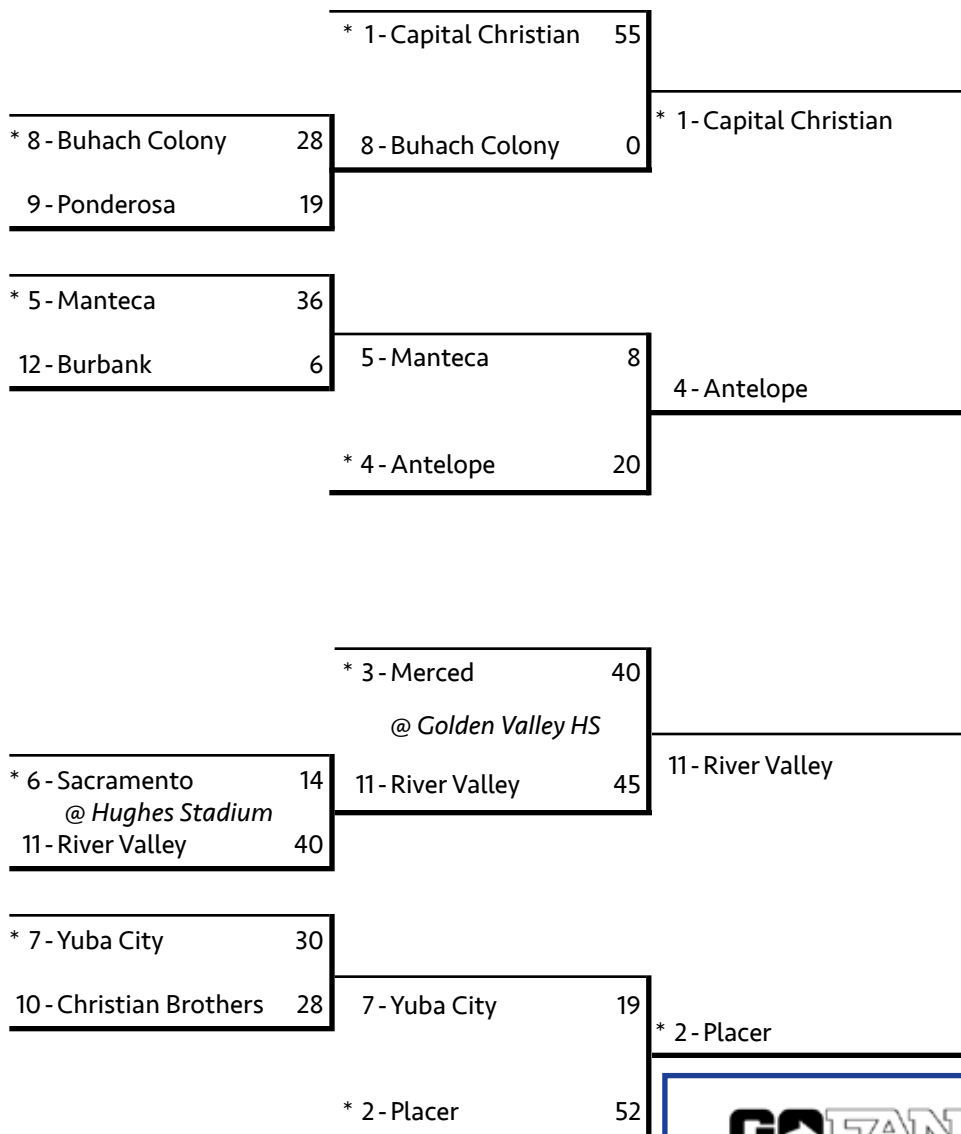 * 1 - Capital Christian 55
* 1 - Capital Christian
* 8 - Buhach Colony 28
8 - Buhach Colony 0
9 - Ponderosa 19
* 5 - Manteca 36
12 - Burbank 6
5 - Manteca 8
4 - Antelope
* 4 - Antelope 20
* 3 - Merced 40
@ Golden Valley HS
11 - River Valley 45
11 - River Valley
* 6 - Sacramento 14
@ Hughes Stadium
11 - River Valley 40
* 7 - Yuba City 30
10 - Christian Brothers 28
7 - Yuba City 19
* 2 - Placer
* 2 - Placer 52
GOFAN